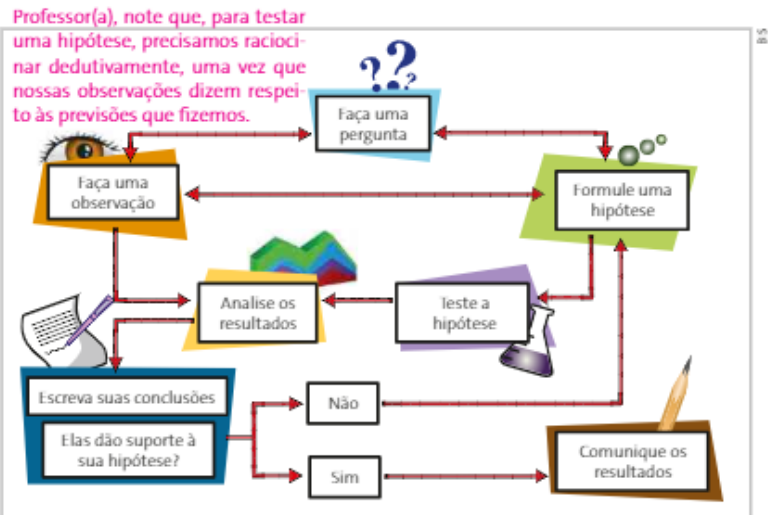 Professor(a), note que, para testar
uma hipótese, precisamos racioci-
nar dedutivamente, uma vez que
nossas observações dizem respei-
to às previsões que fizemos.
BS
???
Faça uma
pergunta
Faça uma
observação
Formule uma
hipótese
Analise os
resultados
Teste a
hipótese
Escreva suas conclusões
Elas dão suporte à
sua hipótese?
Não
Sim
Comunique os
resultados